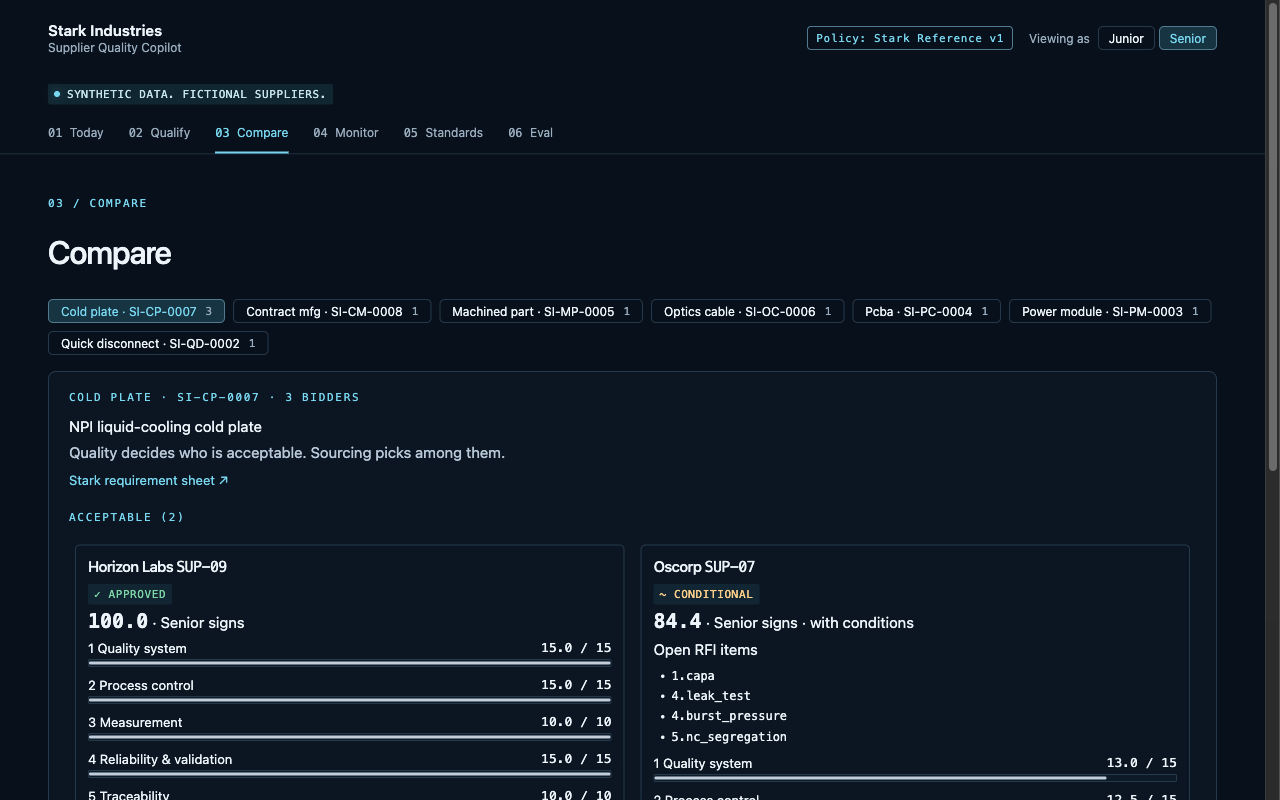 Stark Industries
Supplier Quality Copilot
Policy: Stark Reference v1
Viewing as
Junior
Senior
SYNTHETIC DATA. FICTIONAL SUPPLIERS.
01 Today
02 Qualify
03 Compare
04 Monitor
05 Standards
06 Eval
03 / COMPARE
Compare
Cold plate · SI-CP-0007 3
Contract mfg · SI-CM-0008 1
Machined part · SI-MP-0005 1
Optics cable · SI-OC-0006 1
Pcba · SI-PC-0004 1
Power module · SI-PM-0003 1
Quick disconnect · SI-QD-0002 1
COLD PLATE · SI-CP-0007 · 3 BIDDERS
NPI liquid-cooling cold plate
Quality decides who is acceptable. Sourcing picks among them.
Stark requirement sheet ↗
ACCEPTABLE (2)
Horizon Labs SUP-09
✓ APPROVED
100.0 · Senior signs
1 Quality system 15.0 / 15
2 Process control 15.0 / 15
3 Measurement 10.0 / 10
4 Reliability & validation 15.0 / 15
5 Traceability 10.0 / 10
Oscorp SUP-07
~ CONDITIONAL
84.4 · Senior signs · with conditions
Open RFI items
• 1.capa
• 4.leak_test
• 4.burst_pressure
• 5.nc_segregation
1 Quality system 13.0 / 15
2 Process control 12.5 / 15